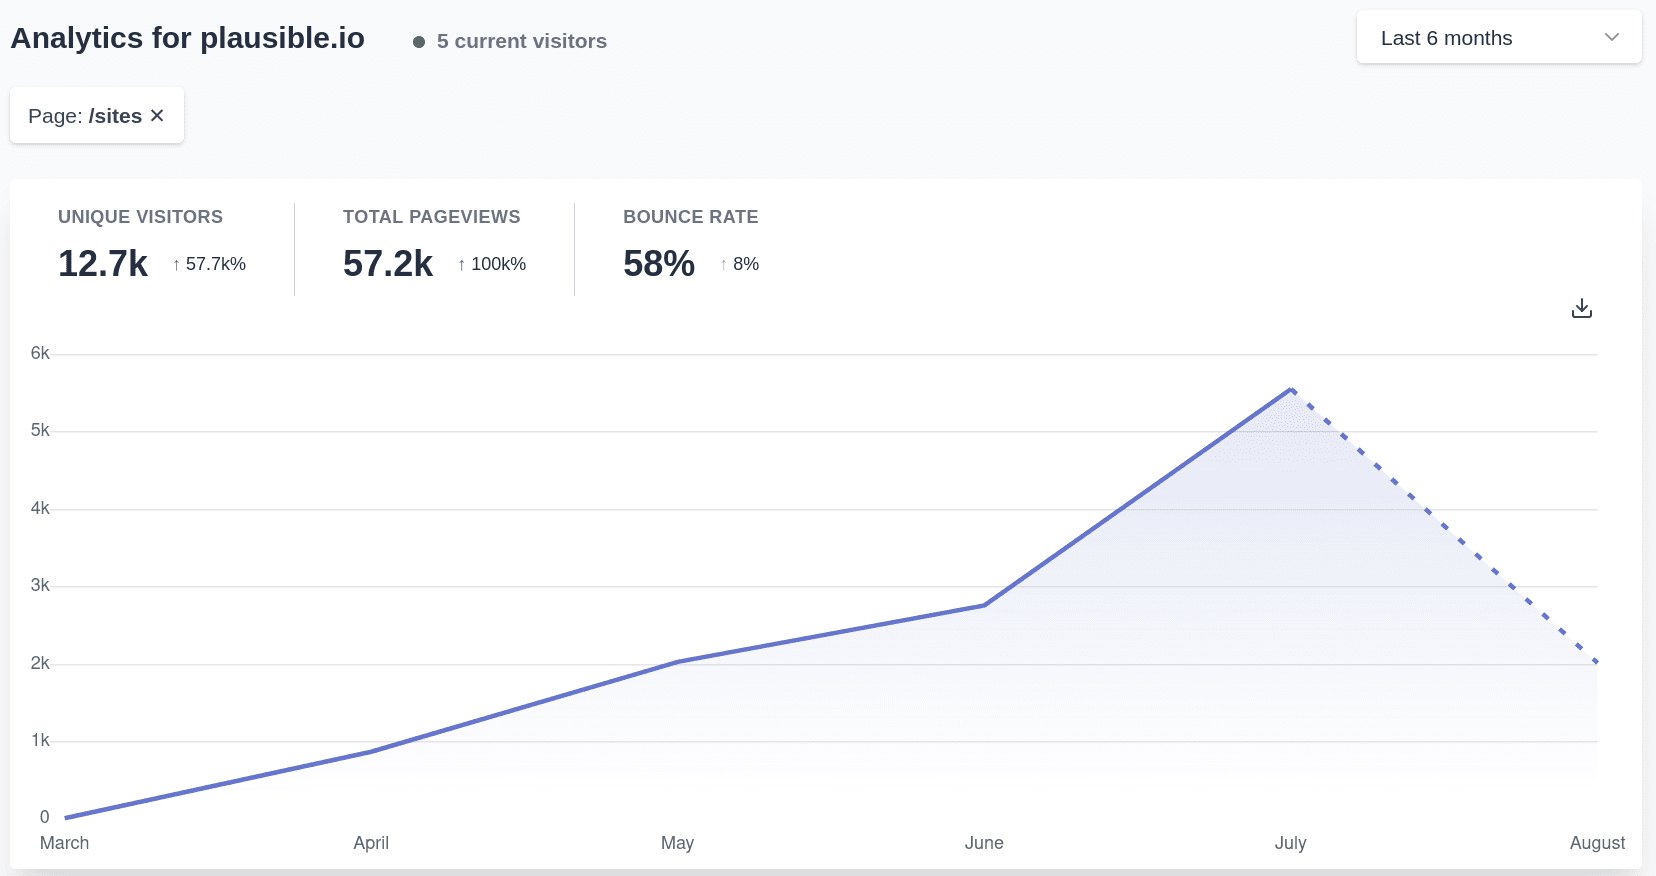 Analytics for plausible.io
5 current visitors
Last 6 months
Page: /sites ✕
UNIQUE VISITORS
12.7k ↑ 57.7k%
TOTAL PAGEVIEWS
57.2k ↑ 100k%
BOUNCE RATE
58% ↑ 8%
6k
5k
4k
3k
2k
1k
0
March April May June July August